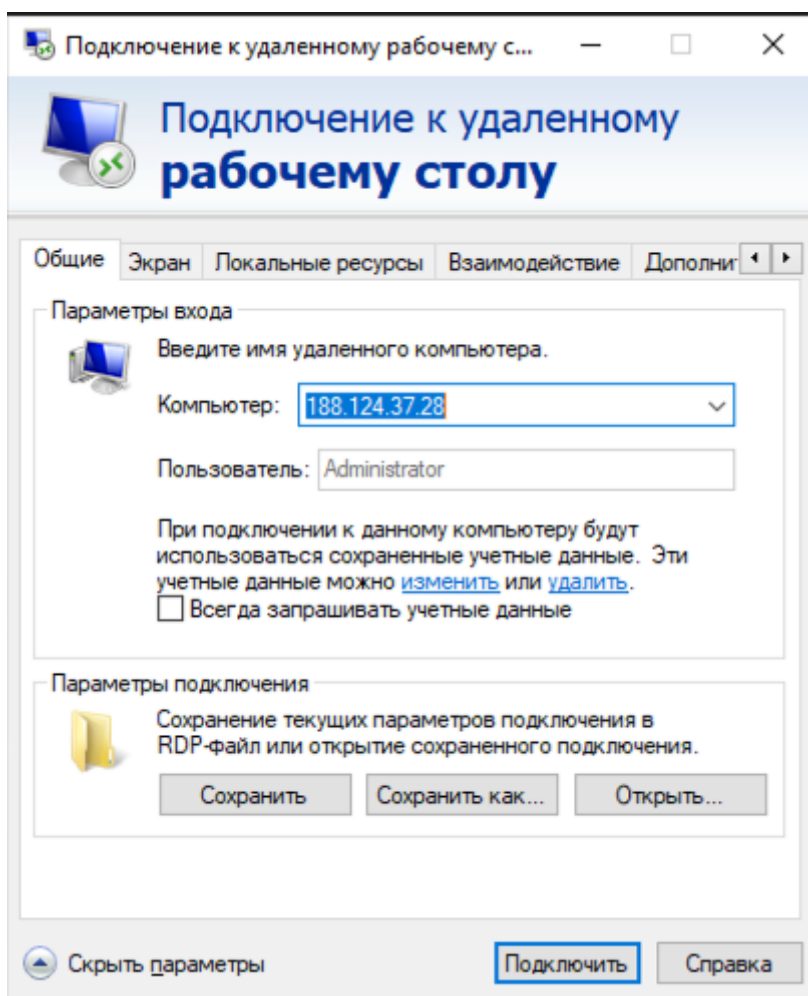 Подключение к удаленному рабочему с...
Подключение к удаленному
рабочему столу
Общие Экран Локальные ресурсы Взаимодействие Дополнит
Параметры входа
Введите имя удаленного компьютера.
Компьютер: 188.124.37.28
Пользователь: Administrator
При подключении к данному компьютеру будут
использоваться сохраненные учетные данные. Эти
учетные данные можно изменить или удалить.
Всегда запрашивать учетные данные
Параметры подключения
Сохранение текущих параметров подключения в
RDP-файл или открытие сохраненного подключения.
Сохранить Сохранить как... Открыть...
Скрыть параметры Подключить Справка